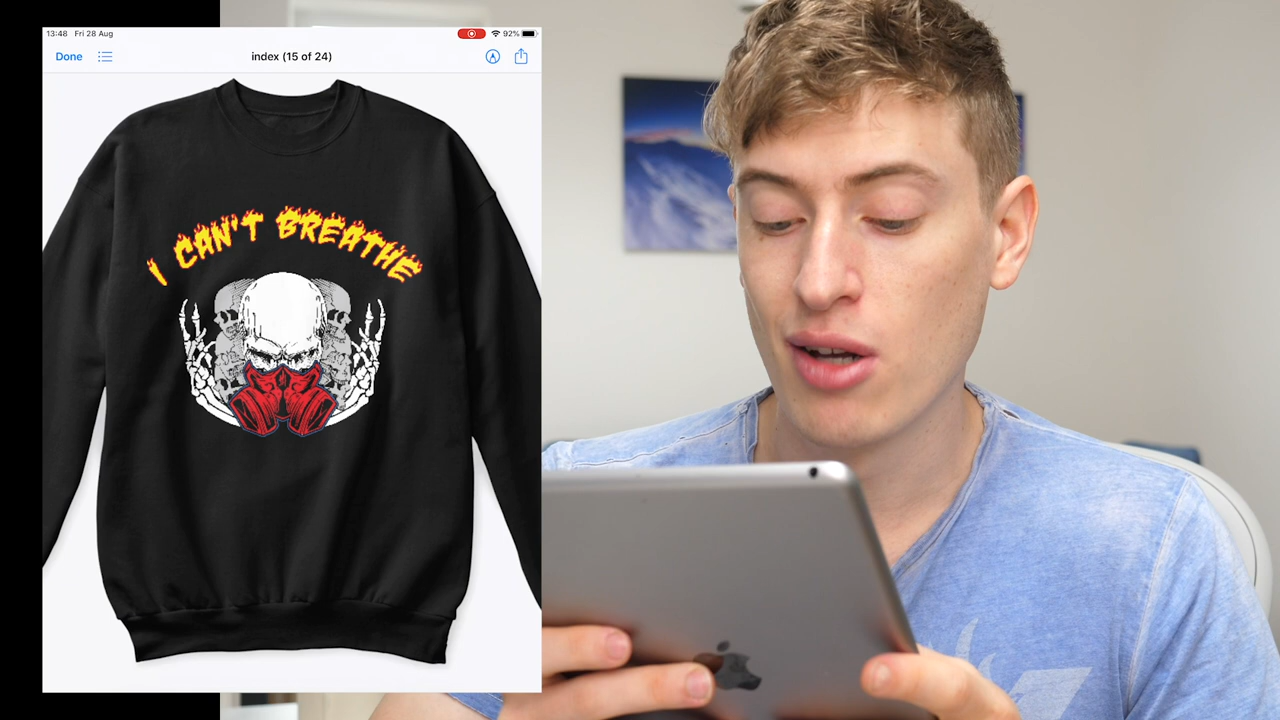 13:48 Fri 28 Aug
92%
Done
index (15 of 24)
I CAN'T BREATHE